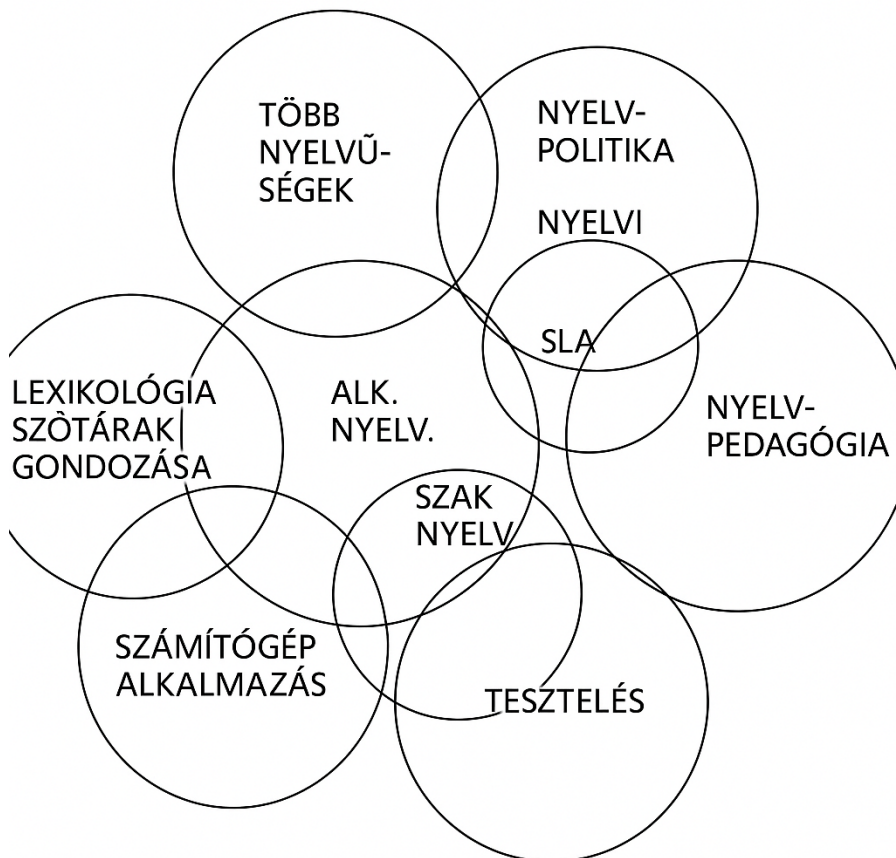 TÖBB
NYELVŰ-
SÉGEK
NYELV-
POLITIKA
NYELVI
SLA
LEXIKOLÓGIA
SZÒTÁRAK
GONDOZÁSA
ALK.
NYELV.
NYELV-
PEDAGÓGIA
SZAK
NYELV
SZÁMÍTÓGÉP
ALKALMAZÁS
TESZTELÉS